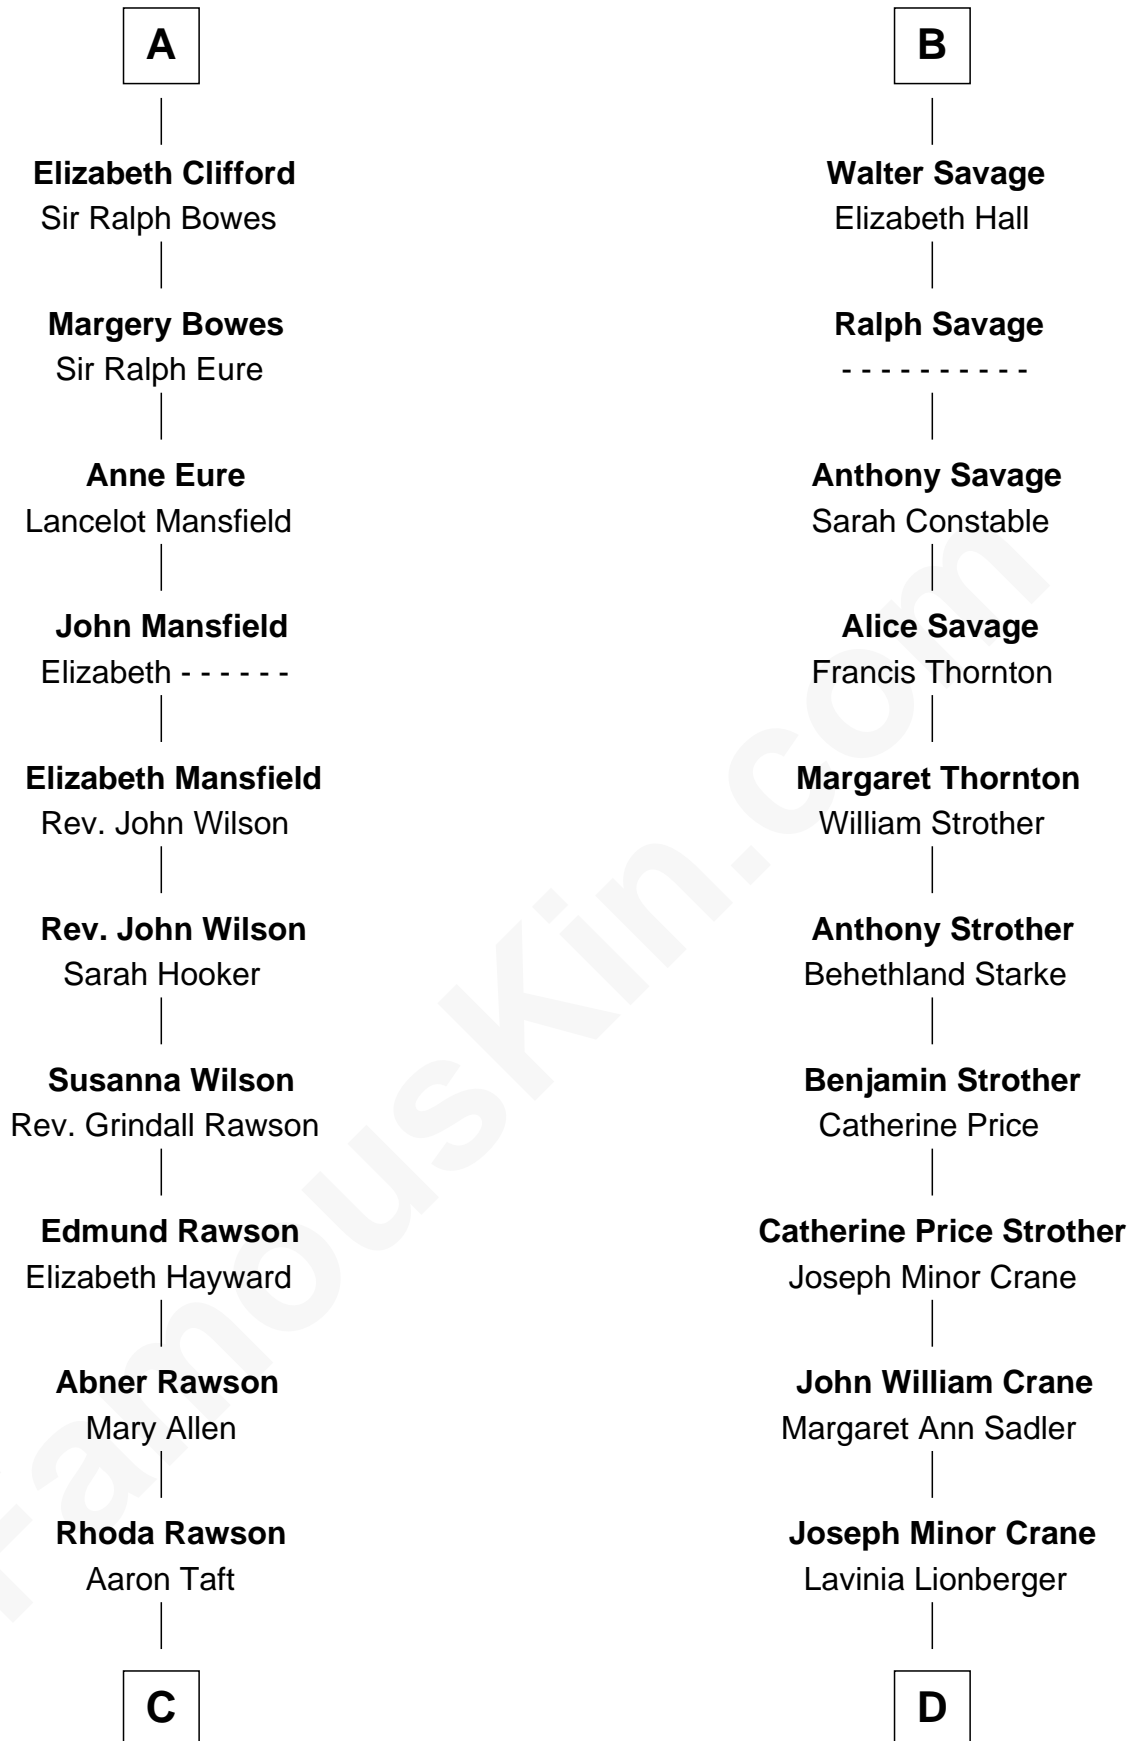 A
Elizabeth Clifford
Sir Ralph Bowes
Margery Bowes
Sir Ralph Eure
Anne Eure
Lancelot Mansfield
John Mansfield
Elizabeth - - - - - -
Elizabeth Mansfield
Rev. John Wilson
Rev. John Wilson
Sarah Hooker
Susanna Wilson
Rev. Grindall Rawson
Edmund Rawson
Elizabeth Hayward
Abner Rawson
Mary Allen
Rhoda Rawson
Aaron Taft
C
B
Walter Savage
Elizabeth Hall
Ralph Savage
- - - - - - - - - -
Anthony Savage
Sarah Constable
Alice Savage
Francis Thornton
Margaret Thornton
William Strother
Anthony Strother
Behethland Starke
Benjamin Strother
Catherine Price
Catherine Price Strother
Joseph Minor Crane
John William Crane
Margaret Ann Sadler
Joseph Minor Crane
Lavinia Lionberger
D
FamousKin.com